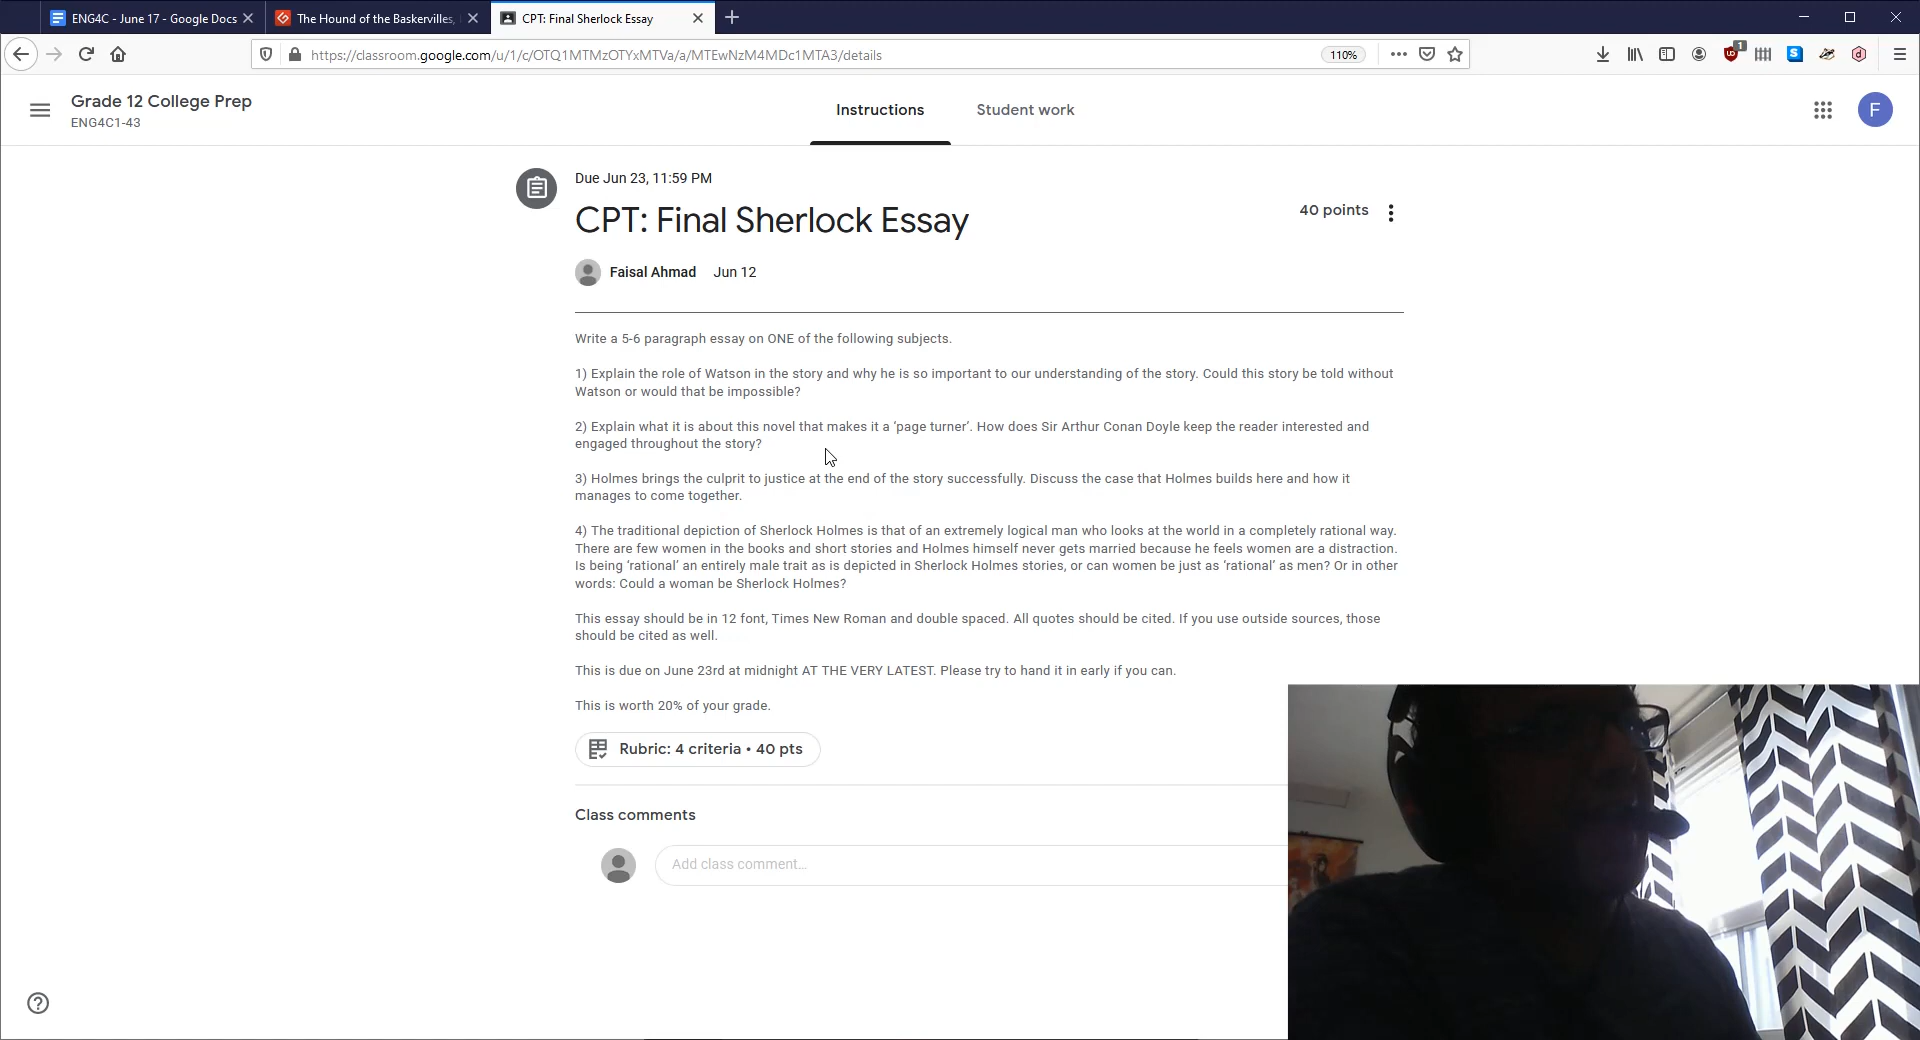 ENG4C - June 17 - Google Docs
The Hound of the Baskervilles,
CPT: Final Sherlock Essay
https://classroom.google.com/u/1/c/OTQ1MTMzOTYxMTVa/a/MTEwNzM4MDc1MTA3/details
110%
1
S
Grade 12 College Prep
ENG4C1-43
Instructions
Student work
F
Due Jun 23, 11:59 PM
CPT: Final Sherlock Essay
40 points
Faisal Ahmad Jun 12
Write a 5-6 paragraph essay on ONE of the following subjects.
1) Explain the role of Watson in the story and why he is so important to our understanding of the story. Could this story be told without
Watson or would that be impossible?
2) Explain what it is about this novel that makes it a ‘page turner’. How does Sir Arthur Conan Doyle keep the reader interested and
engaged throughout the story?
3) Holmes brings the culprit to justice at the end of the story successfully. Discuss the case that Holmes builds here and how it
manages to come together.
4) The traditional depiction of Sherlock Holmes is that of an extremely logical man who looks at the world in a completely rational way.
There are few women in the books and short stories and Holmes himself never gets married because he feels women are a distraction.
Is being ‘rational’ an entirely male trait as is depicted in Sherlock Holmes stories, or can women be just as ‘rational’ as men? Or in other
words: Could a woman be Sherlock Holmes?
This essay should be in 12 font, Times New Roman and double spaced. All quotes should be cited. If you use outside sources, those
should be cited as well.
This is due on June 23rd at midnight AT THE VERY LATEST. Please try to hand it in early if you can.
This is worth 20% of your grade.
Rubric: 4 criteria • 40 pts
Class comments
Add class comment…